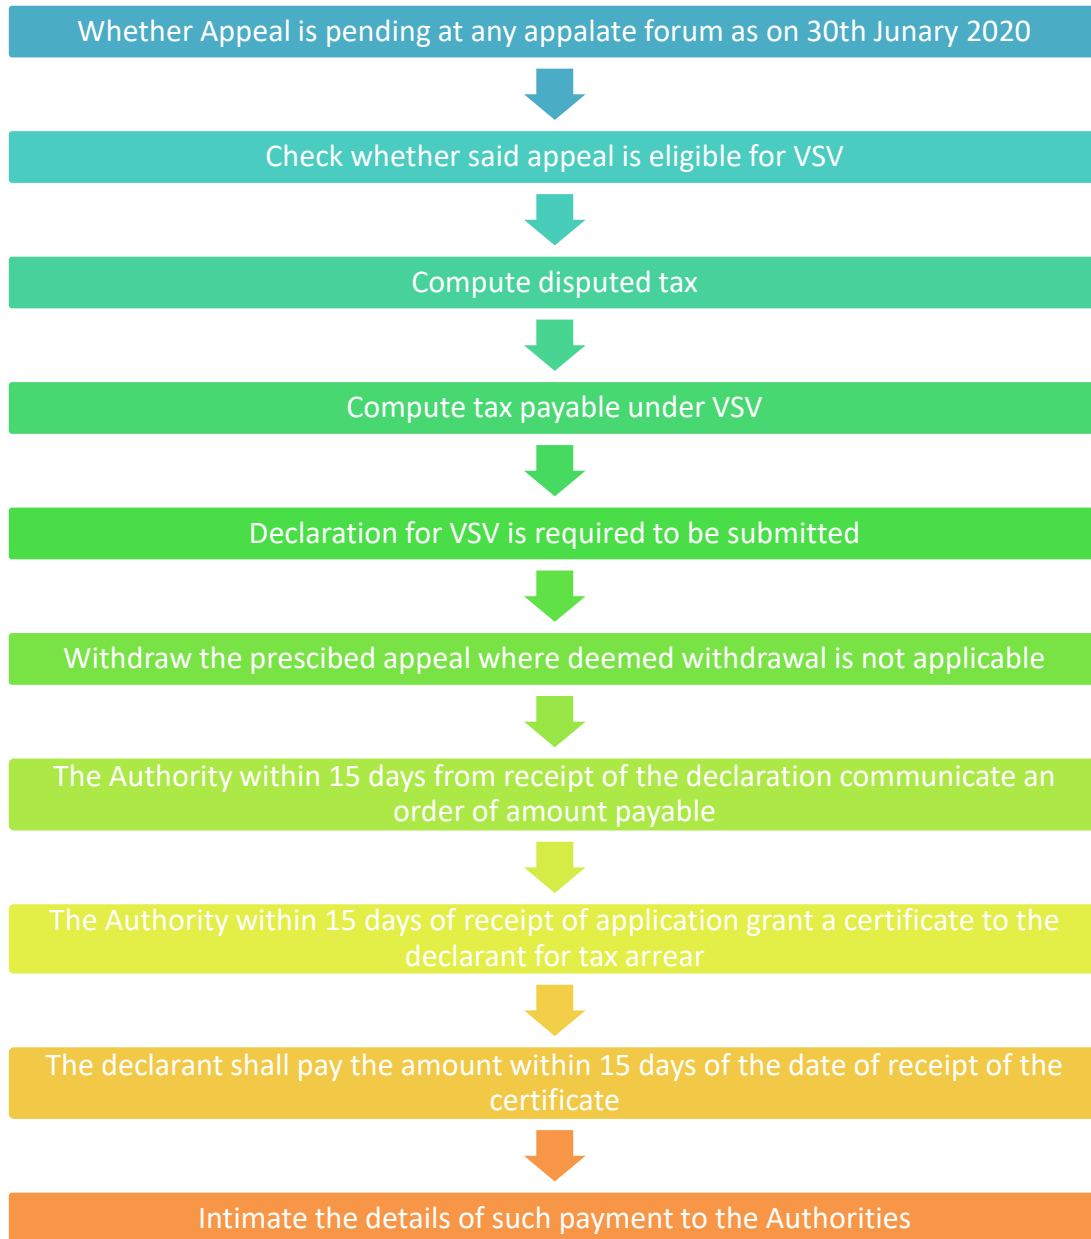 Whether Appeal is pending at any appalate forum as on 30th Junary 2020
Check whether said appeal is eligible for VSV
Compute disputed tax
Compute tax payable under VSV
Declaration for VSV is required to be submitted
Withdraw the prescibed appeal where deemed withdrawal is not applicable
The Authority within 15 days from receipt of the declaration communicate an
order of amount payable
The Authority within 15 days of receipt of application grant a certificate to the
declarant for tax arrear
The declarant shall pay the amount within 15 days of the date of receipt of the
certificate
Intimate the details of such payment to the Authorities